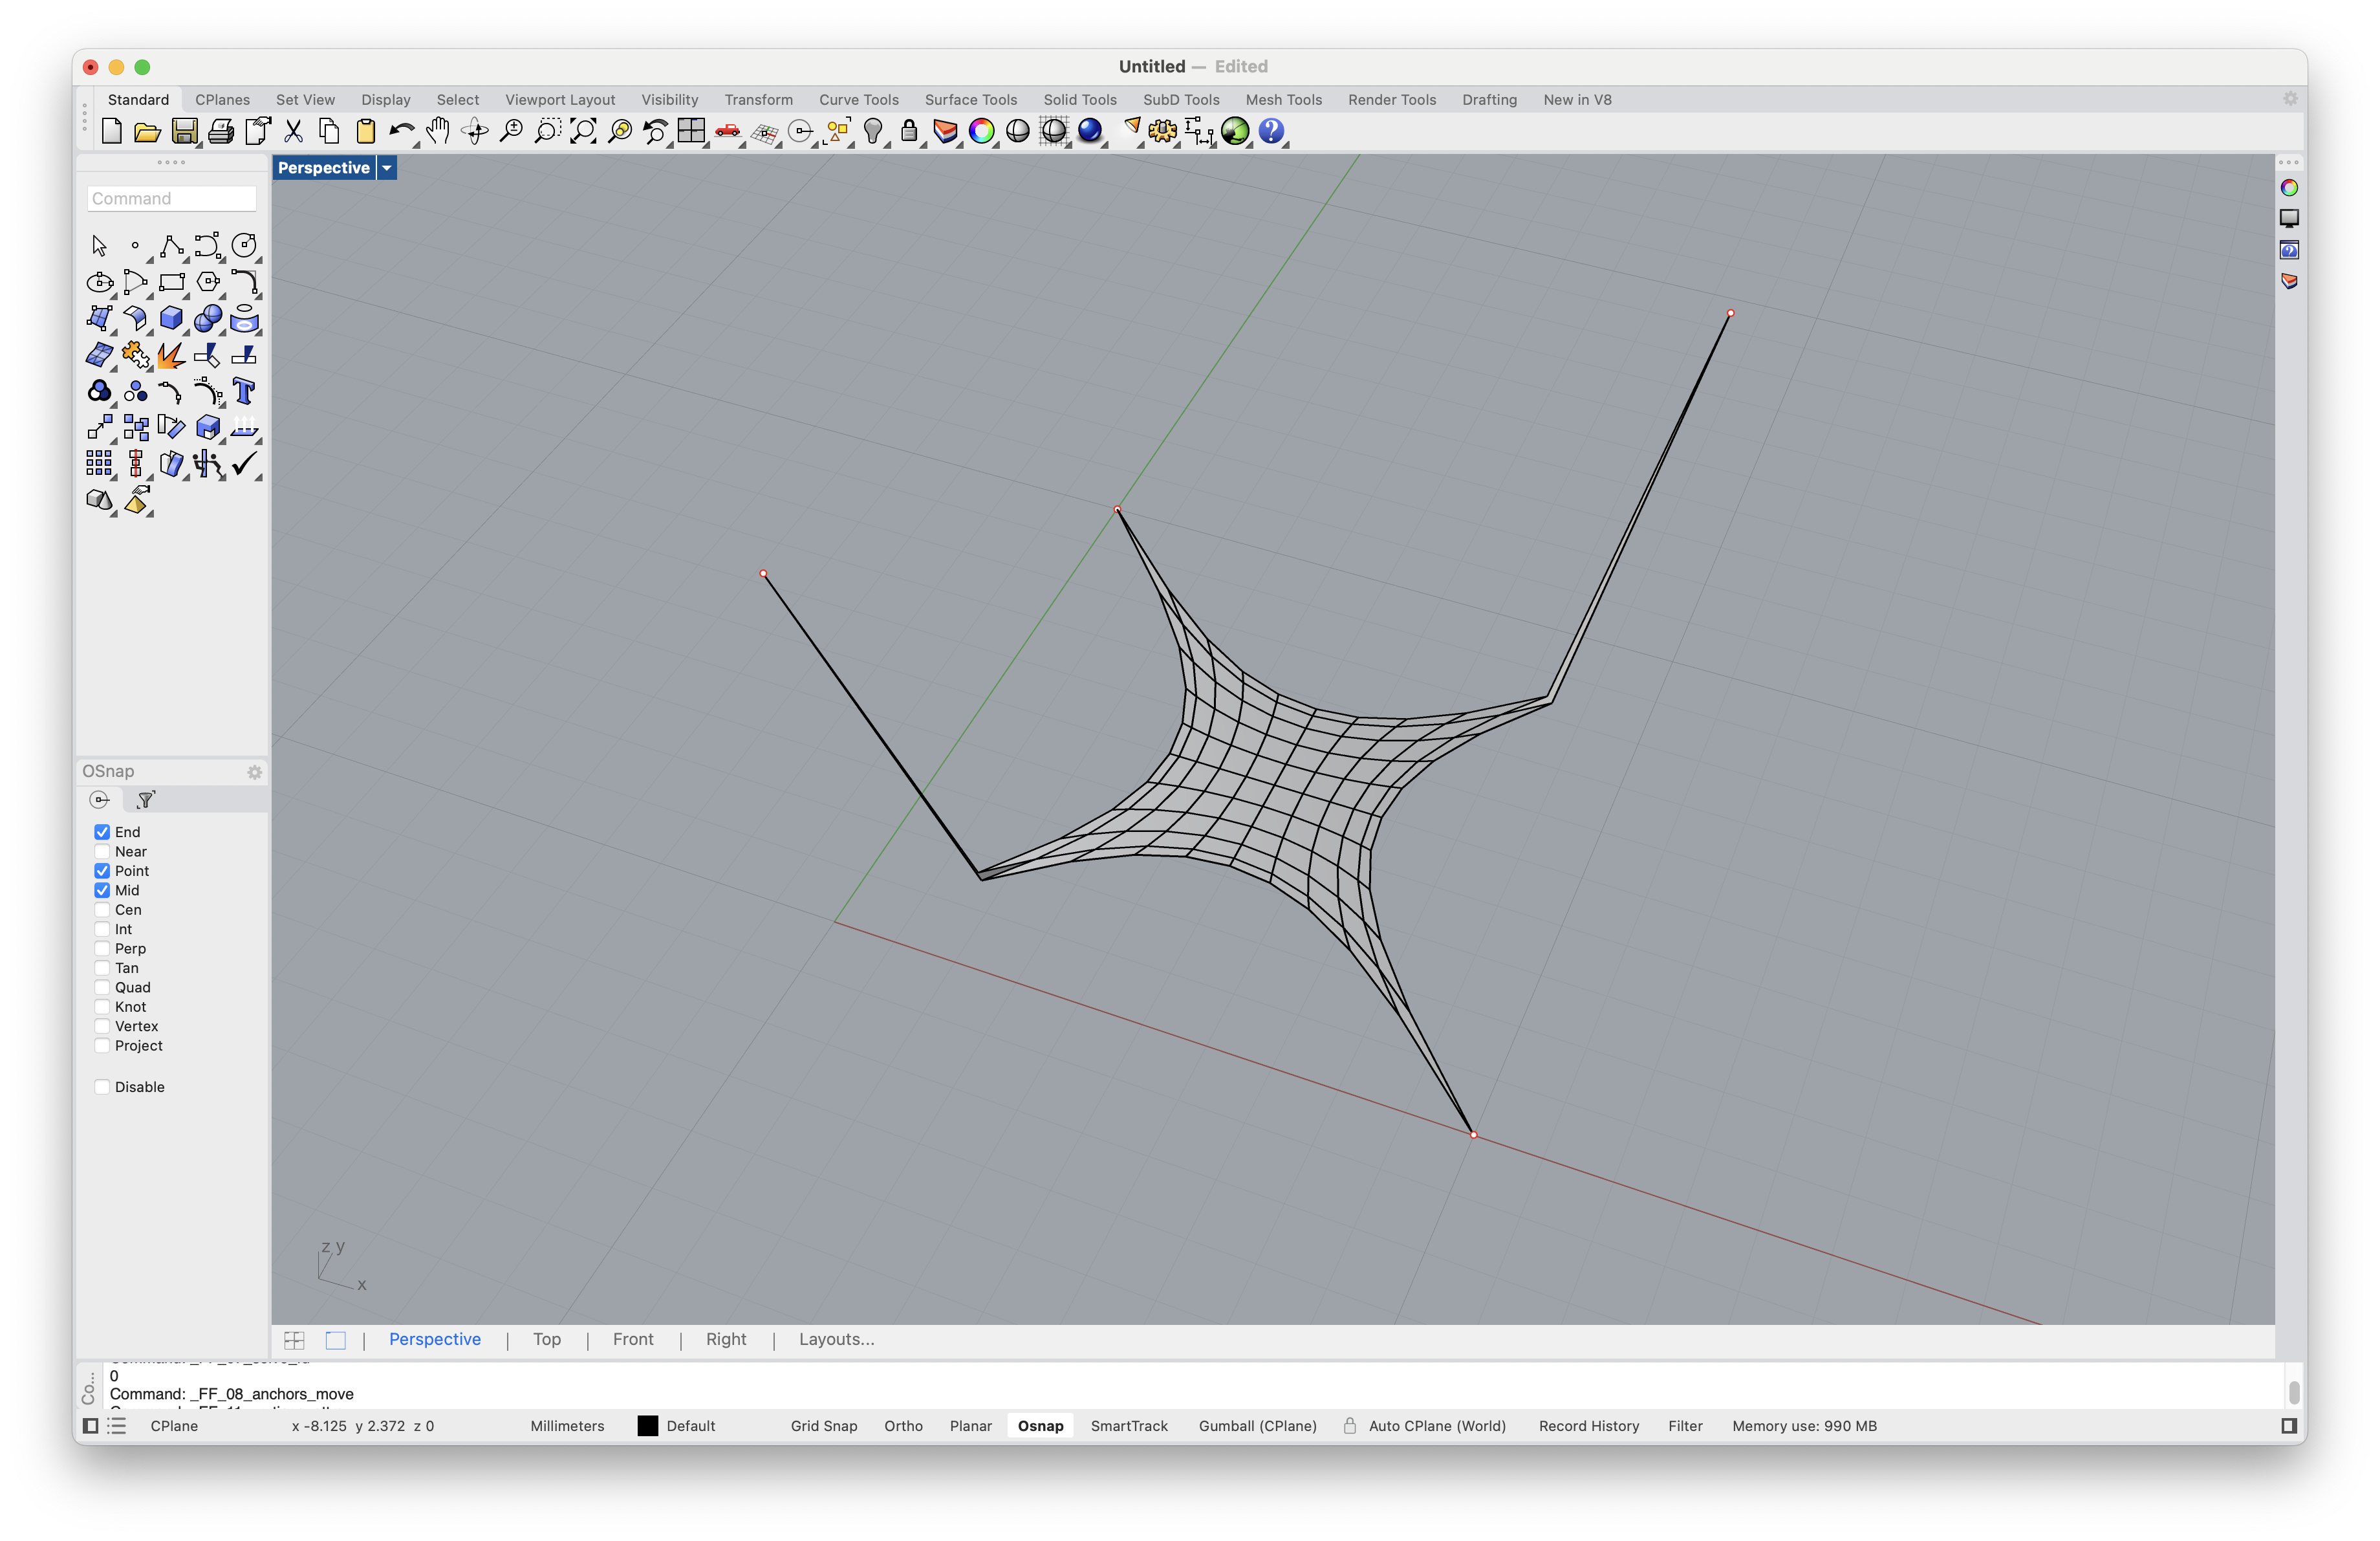 Untitled — Edited
Standard CPlanes Set View Display Select Viewport Layout Visibility Transform Curve Tools Surface Tools Solid Tools SubD Tools Mesh Tools Render Tools Drafting New in V8
Perspective
Command
OSnap
End
Near
Point
Mid
Cen
Int
Perp
Tan
Quad
Knot
Vertex
Project
Disable
z y
x
Perspective | Top | Front | Right | Layouts...
Co...
0
Command: _FF_08_anchors_move
CPlane x -8.125 y 2.372 z 0 Millimeters Default Grid Snap Ortho Planar Osnap SmartTrack Gumball (CPlane) Auto CPlane (World) Record History Filter Memory use: 990 MB